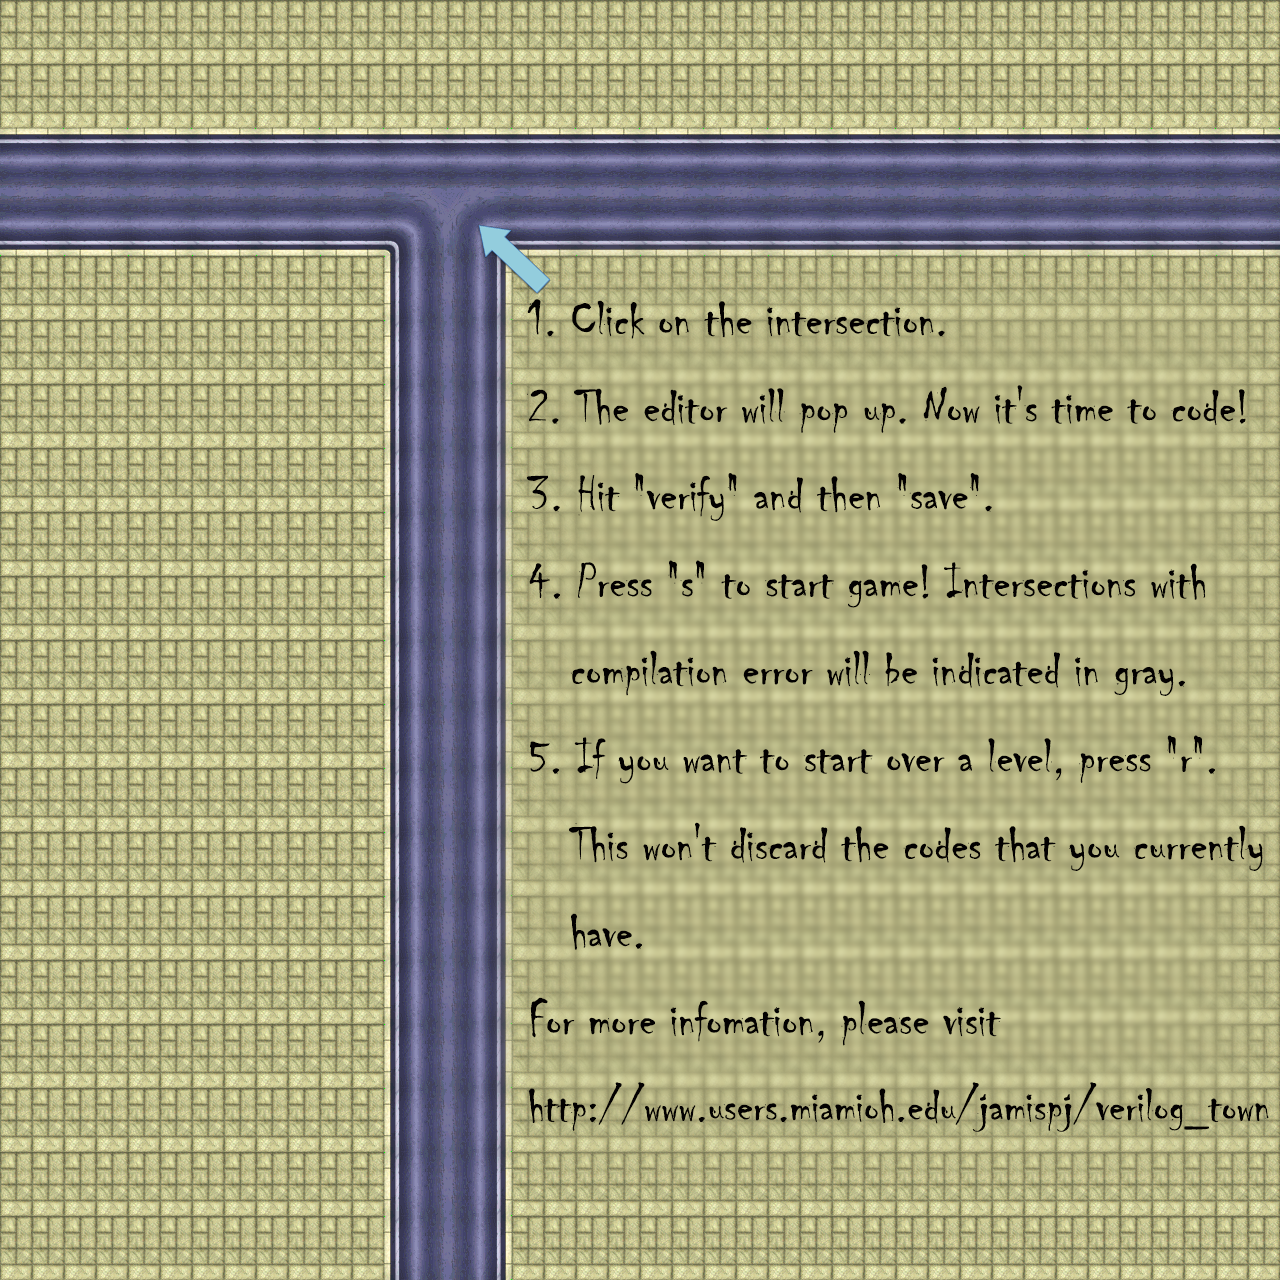 1. Click on the intersection.
2. The editor will pop up. Now it's time to code!
3. Hit "verify" and then "save".
4. Press "s" to start game! Intersections with
compilation error will be indicated in gray.
5. If you want to start over a level, press "r".
This won't discard the codes that you currently
have.
For more infomation, please visit
http://www.users.miamioh.edu/jamispj/verilog_town